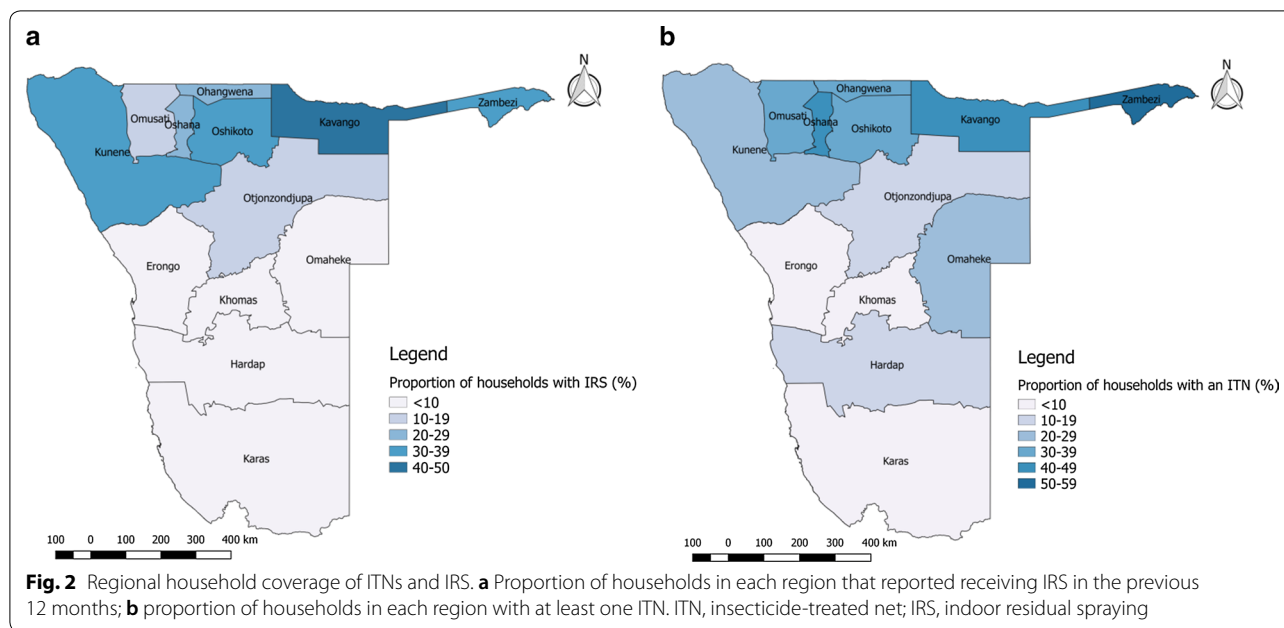 a
N
Ohangwena
Zambezi
Omusati
Oshana
Oshikoto
Kavango
Kunene
Otjonzondjupa
Omaheke
Erongo
Khomas
Hardap
Karas
Legend
Proportion of households with IRS (%)
<10
10-19
20-29
30-39
40-50
100 0 100 200 300 400 km
b
N
Ohangwena
Zambezi
Omusati
Oshana
Oshikoto
Kavango
Kunene
Otjonzondjupa
Omaheke
Erongo
Khomas
Hardap
Karas
Legend
Proportion of households with an ITN (%)
<10
10-19
20-29
30-39
40-49
50-59
100 0 100 200 300 400 km
Fig. 2 Regional household coverage of ITNs and IRS. a Proportion of households in each region that reported receiving IRS in the previous
12 months; b proportion of households in each region with at least one ITN. ITN, insecticide-treated net; IRS, indoor residual spraying